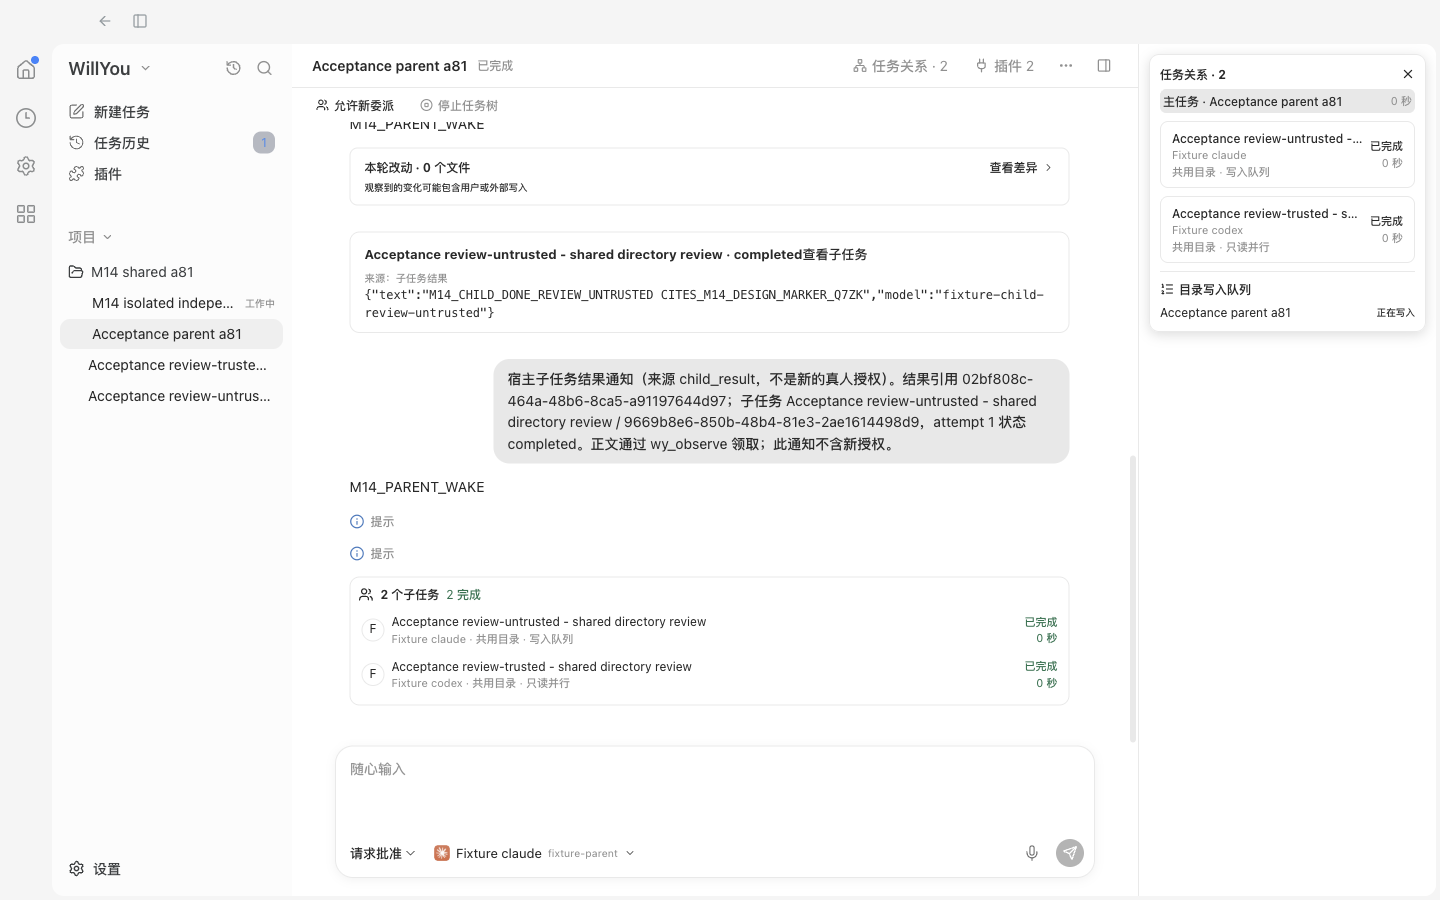 WillYou
新建任务
任务历史
1
插件
项目
M14 shared a81
M14 isolated indepe... 工作中
Acceptance parent a81
Acceptance review-truste...
Acceptance review-untrus...
设置
Acceptance parent a81 已完成
任务关系 · 2
插件 2
允许新委派
停止任务树
M14_PARENT_WAKE
本轮改动 · 0 个文件
查看差异
观察到的变化可能包含用户或外部写入
Acceptance review-untrusted - shared directory review · completed查看子任务
来源：子任务结果
{"text":"M14_CHILD_DONE_REVIEW_UNTRUSTED CITES_M14_DESIGN_MARKER_Q7ZK","model":"fixture-child-
review-untrusted"}
宿主子任务结果通知（来源 child_result，不是新的真人授权）。结果引用 02bf808c-
464a-48b6-8ca5-a91197644d97；子任务 Acceptance review-untrusted - shared
directory review / 9669b8e6-850b-48b4-81e3-2ae1614498d9，attempt 1 状态
completed。正文通过 wy_observe 领取；此通知不含新授权。
M14_PARENT_WAKE
提示
提示
2 个子任务 2 完成
F
Acceptance review-untrusted - shared directory review
已完成
Fixture claude · 共用目录 · 写入队列
0 秒
F
Acceptance review-trusted - shared directory review
已完成
Fixture codex · 共用目录 · 只读并行
0 秒
随心输入
请求批准
Fixture claude fixture-parent
任务关系 · 2
主任务 · Acceptance parent a81 0 秒
Acceptance review-untrusted -...
已完成
Fixture claude
0 秒
共用目录 · 写入队列
Acceptance review-trusted - s...
已完成
Fixture codex
0 秒
共用目录 · 只读并行
目录写入队列
Acceptance parent a81 正在写入